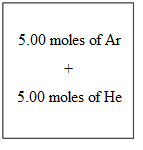 5.00 moles of Ar
+
5.00 moles of He